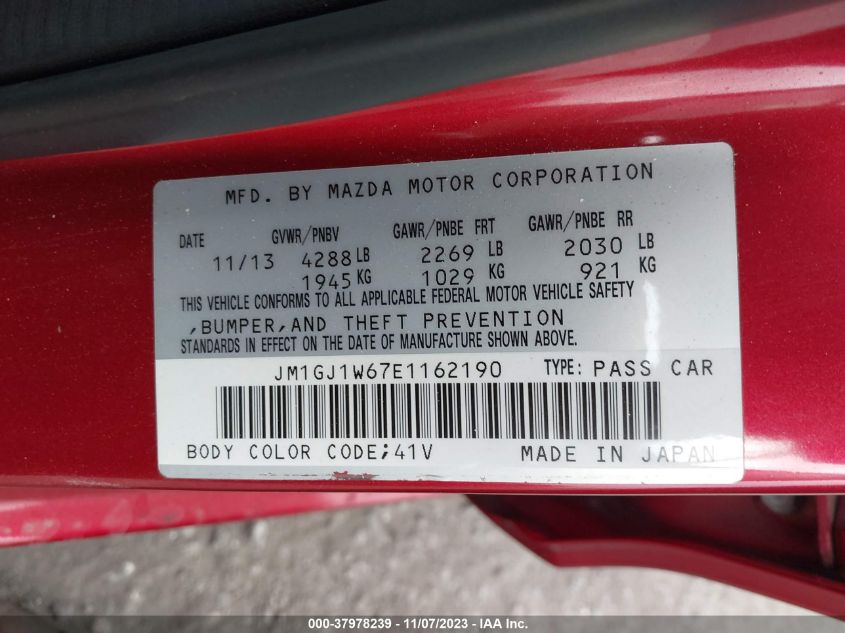 MFD. BY MAZDA MOTOR CORPORATION
DATE GVWR/PNBV GAWR/PNBE FRT GAWR/PNBE RR
11/13 4288 LB 2269 LB 2030 LB
1945 KG 1029 KG 921 KG
THIS VEHICLE CONFORMS TO ALL APPLICABLE FEDERAL MOTOR VEHICLE SAFETY
,BUMPER,AND THEFT PREVENTION
STANDARDS IN EFFECT ON THE DATE OF MANUFACTURE SHOWN ABOVE.
JM1GJ1W67E1162190 TYPE: PASS CAR
BODY COLOR CODE;41V MADE IN JAPAN
000-37978239 - 11/07/2023 - IAA Inc.